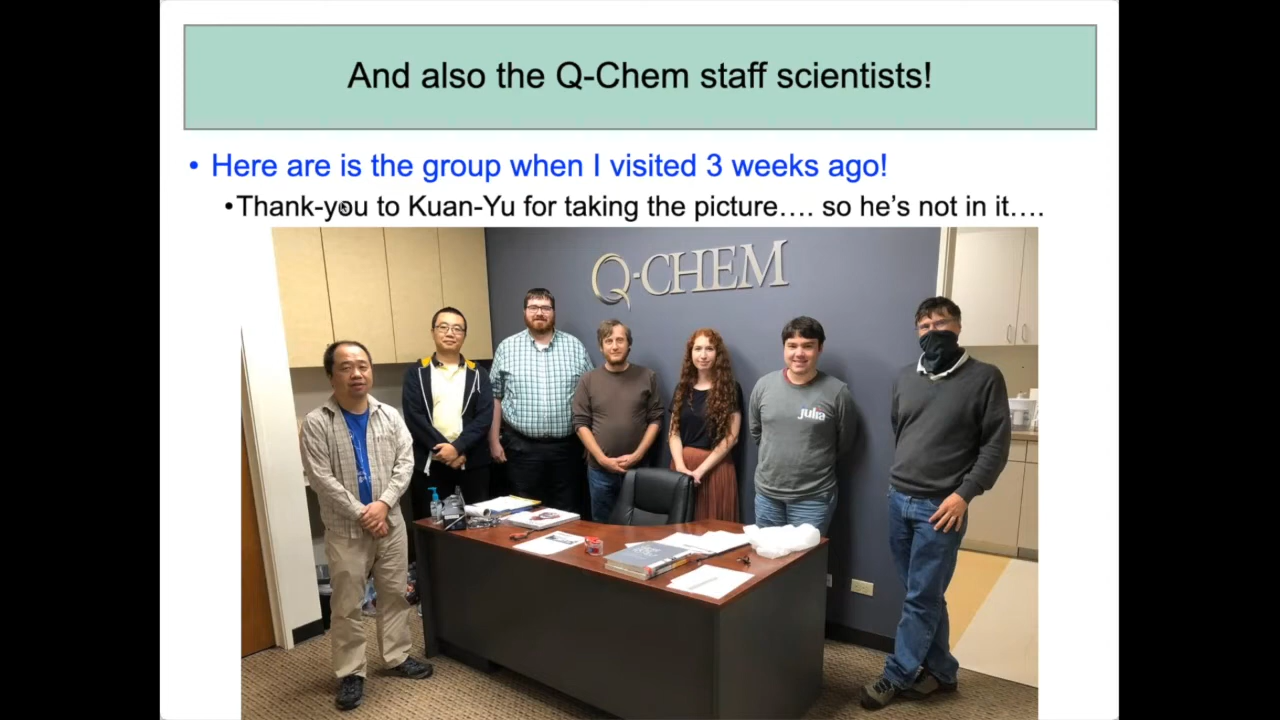 And also the Q-Chem staff scientists!
• Here are is the group when I visited 3 weeks ago!
•Thank-you to Kuan-Yu for taking the picture…. so he’s not in it….
Q-CHEM
julia